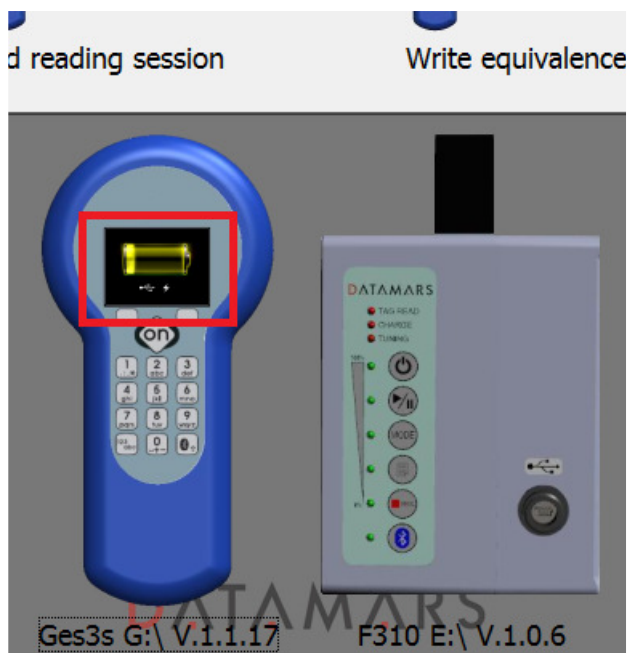 d reading session
Write equivalence
on
1
2 abc
3 def
4 ghi
5 jkl
6 mno
7 pqrs
8 tuv
9 wxyz
0
DATAMARS
TAG READ
CHARGE
TUNING
100%
MODE
DATAMARS
Ges3s G:\ V.1.1.17
F310 E:\ V.1.0.6